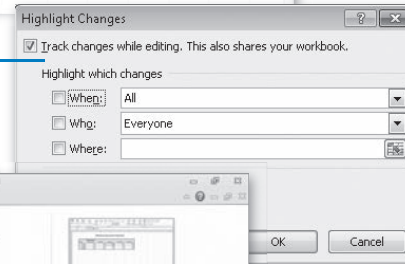 Highlight Changes
Track changes while editing. This also shares your workbook.
Highlight which changes
When: All
Who: Everyone
Where:
OK Cancel